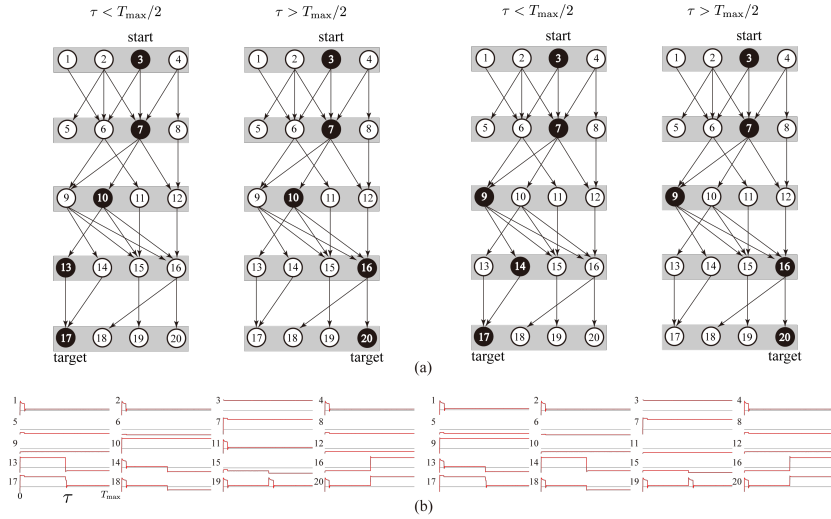 τ < Tmax/2 τ > Tmax/2 τ < Tmax/2 τ > Tmax/2
start start start start
1 2 3 4 1 2 3 4 1 2 3 4 1 2 3 4
5 6 7 8 5 6 7 8 5 6 7 8 5 6 7 8
9 10 11 12 9 10 11 12 9 10 11 12 9 10 11 12
13 14 15 16 13 14 15 16 13 14 15 16 13 14 15 16
17 18 19 20 17 18 19 20 17 18 19 20 17 18 19 20
target target target target
(a)
1 2 3 4 1 2 3 4
5 6 7 8 5 6 7 8
9 10 11 12 9 10 11 12
13 14 15 16 13 14 15 16
17 18 19 20 17 18 19 20
0 τ Tmax
(b)